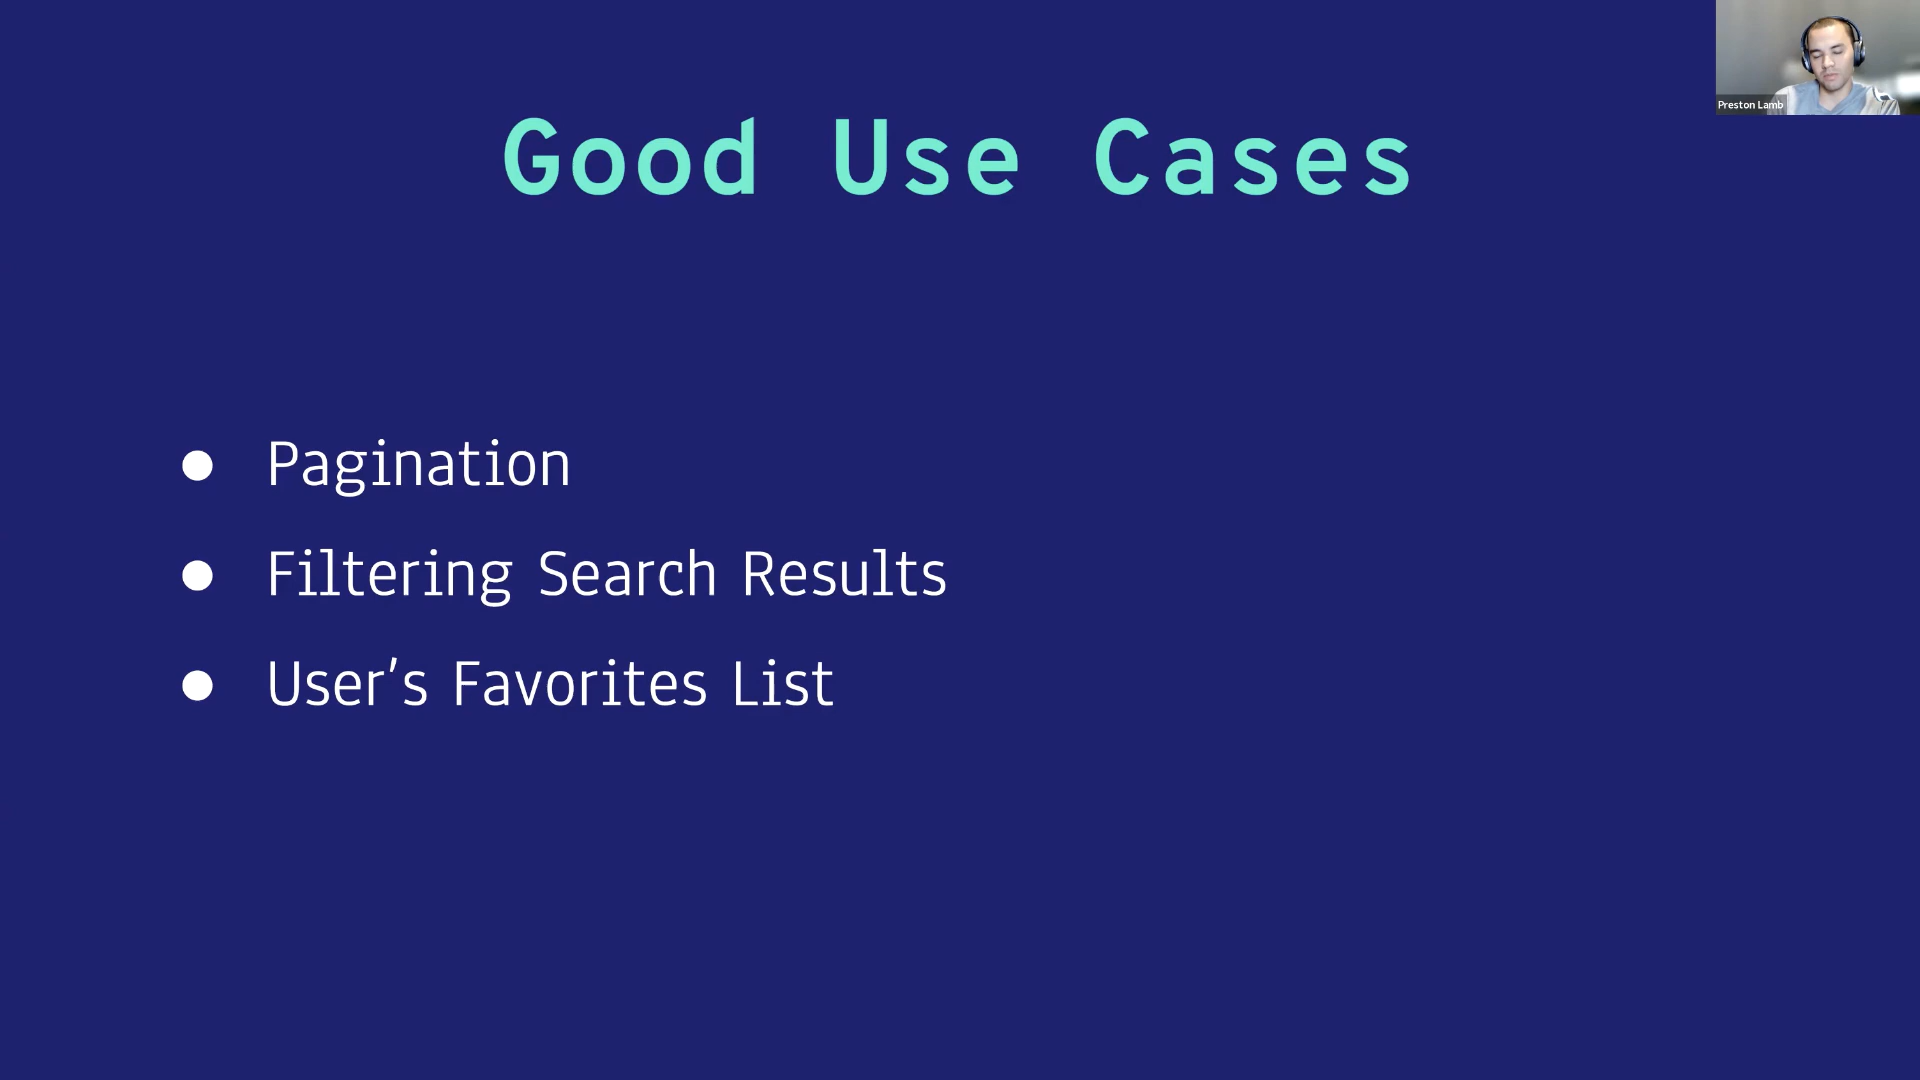 Preston Lamb
Good Use Cases
● Pagination
● Filtering Search Results
● User's Favorites List